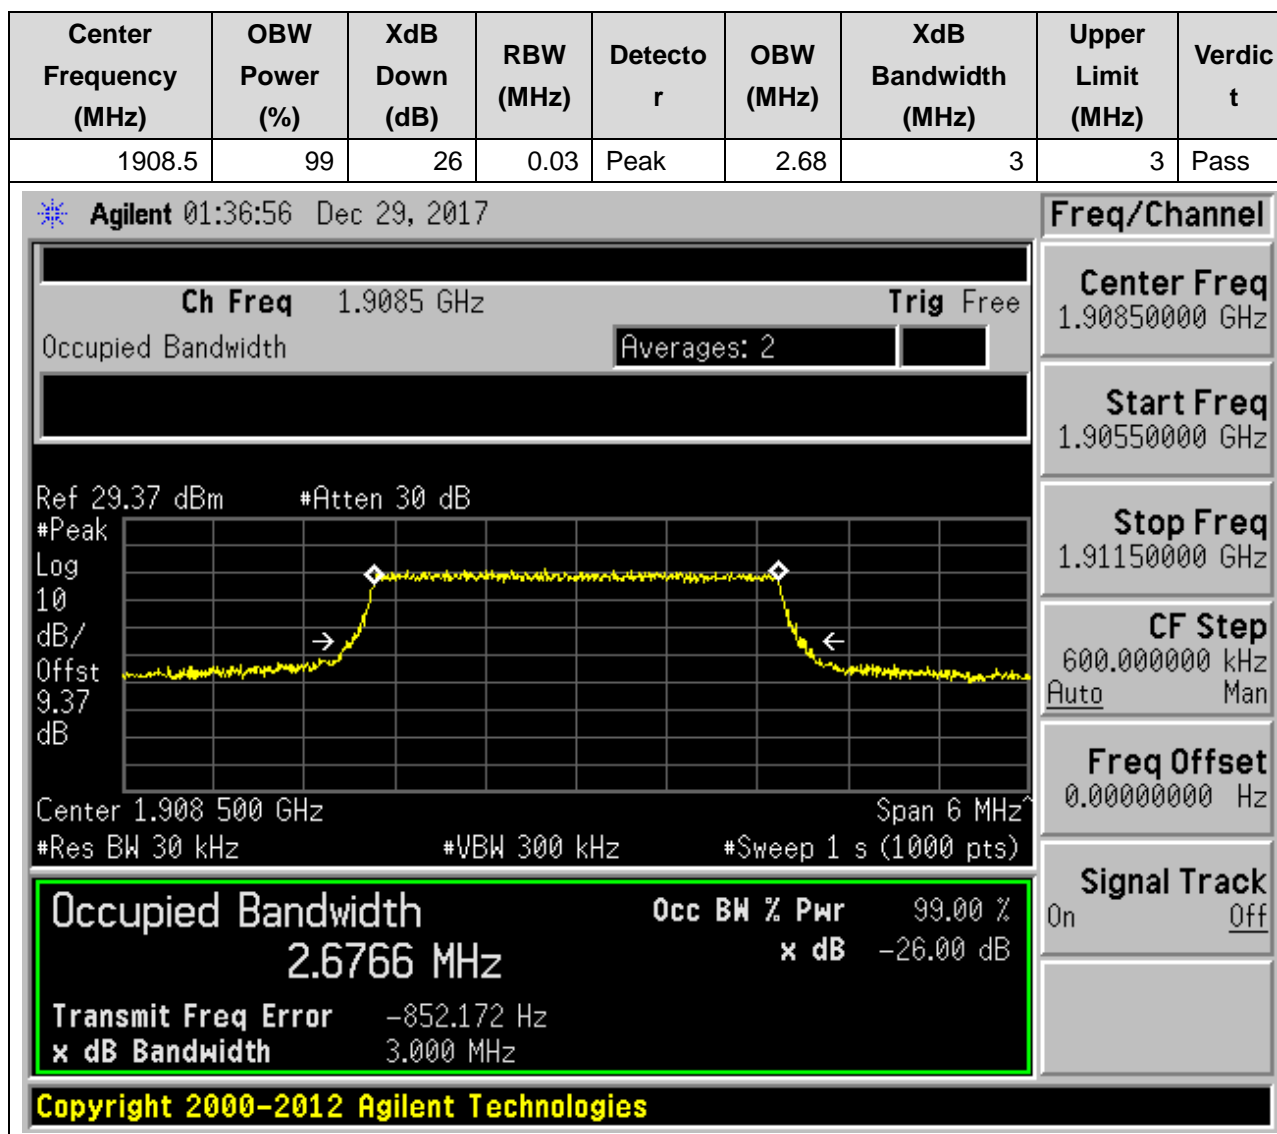 Center Frequency (MHz) OBW Power (%) XdB Down (dB) RBW (MHz) Detecto r OBW (MHz) XdB Bandwidth (MHz) Upper Limit (MHz) Verdic t
1908.5 99 26 0.03 Peak 2.68 3 3 Pass
Agilent 01:36:56 Dec 29, 2017
Freq/Channel
Ch Freq 1.9085 GHz Trig Free
Occupied Bandwidth Averages: 2
Ref 29.37 dBm #Atten 30 dB
#Peak
Log
10
dB/
Offst
9.37
dB
Center 1.908 500 GHz Span 6 MHz^
#Res BW 30 kHz #VBW 300 kHz #Sweep 1 s (1000 pts)
Occupied Bandwidth Occ BW % Pwr 99.00 %
2.6766 MHz x dB -26.00 dB
Transmit Freq Error -852.172 Hz
x dB Bandwidth 3.000 MHz
Center Freq
1.90850000 GHz
Start Freq
1.90550000 GHz
Stop Freq
1.91150000 GHz
CF Step
600.000000 kHz
Auto Man
Freq Offset
0.00000000 Hz
Signal Track
On Off
Copyright 2000-2012 Agilent Technologies